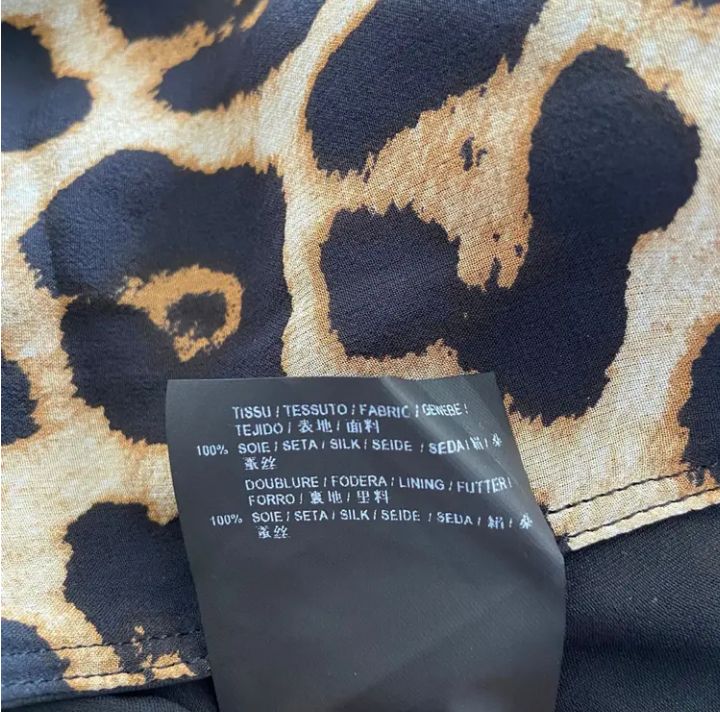 TISSU / TESSUTO / FABRIC / GEWEBE /
TEJIDO / 表地 / 面料
100% SOIE / SETA / SILK / SEIDE / SEDA / 絹 / 桑
蚕丝
DOUBLURE / FODERA / LINING / FUTTER /
FORRO / 裏地 / 里料
100% SOIE / SETA / SILK / SEIDE / SEDA / 絹 / 桑
蚕丝